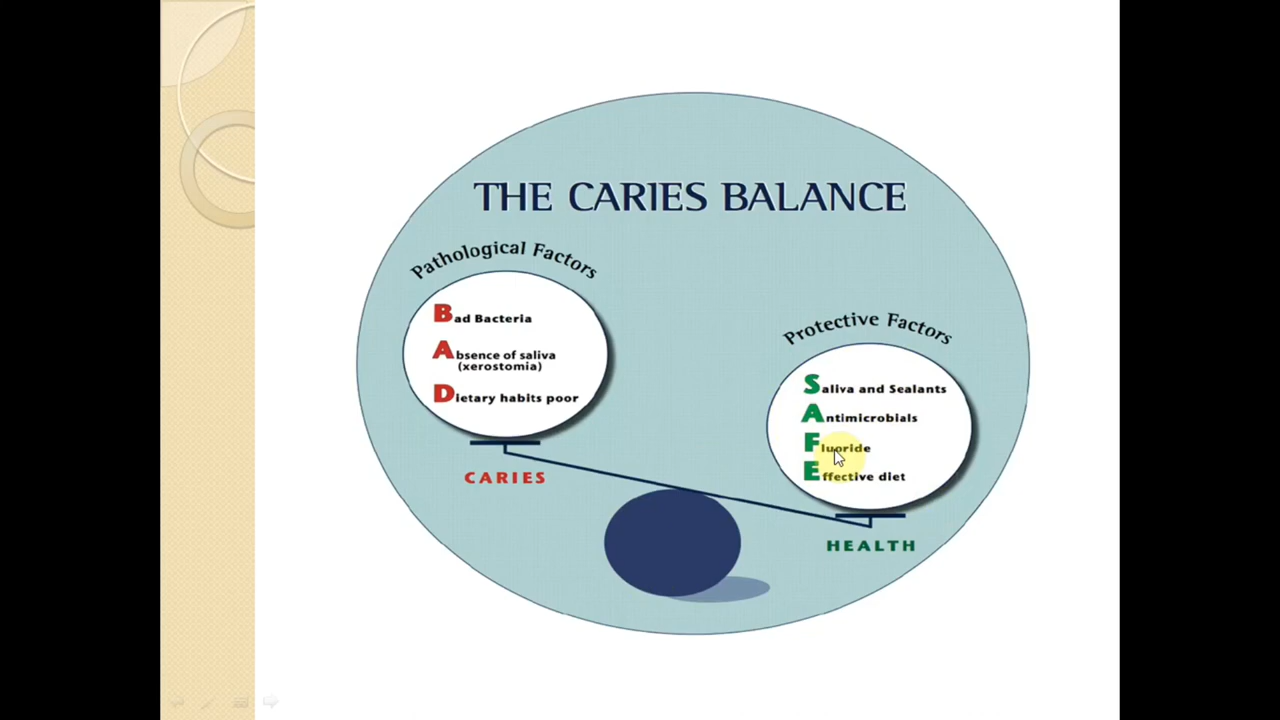 THE CARIES BALANCE
Pathological Factors
Bad Bacteria
Absence of saliva
(xerostomia)
Dietary habits poor
CARIES
Protective Factors
Saliva and Sealants
Antimicrobials
Fluoride
Effective diet
HEALTH